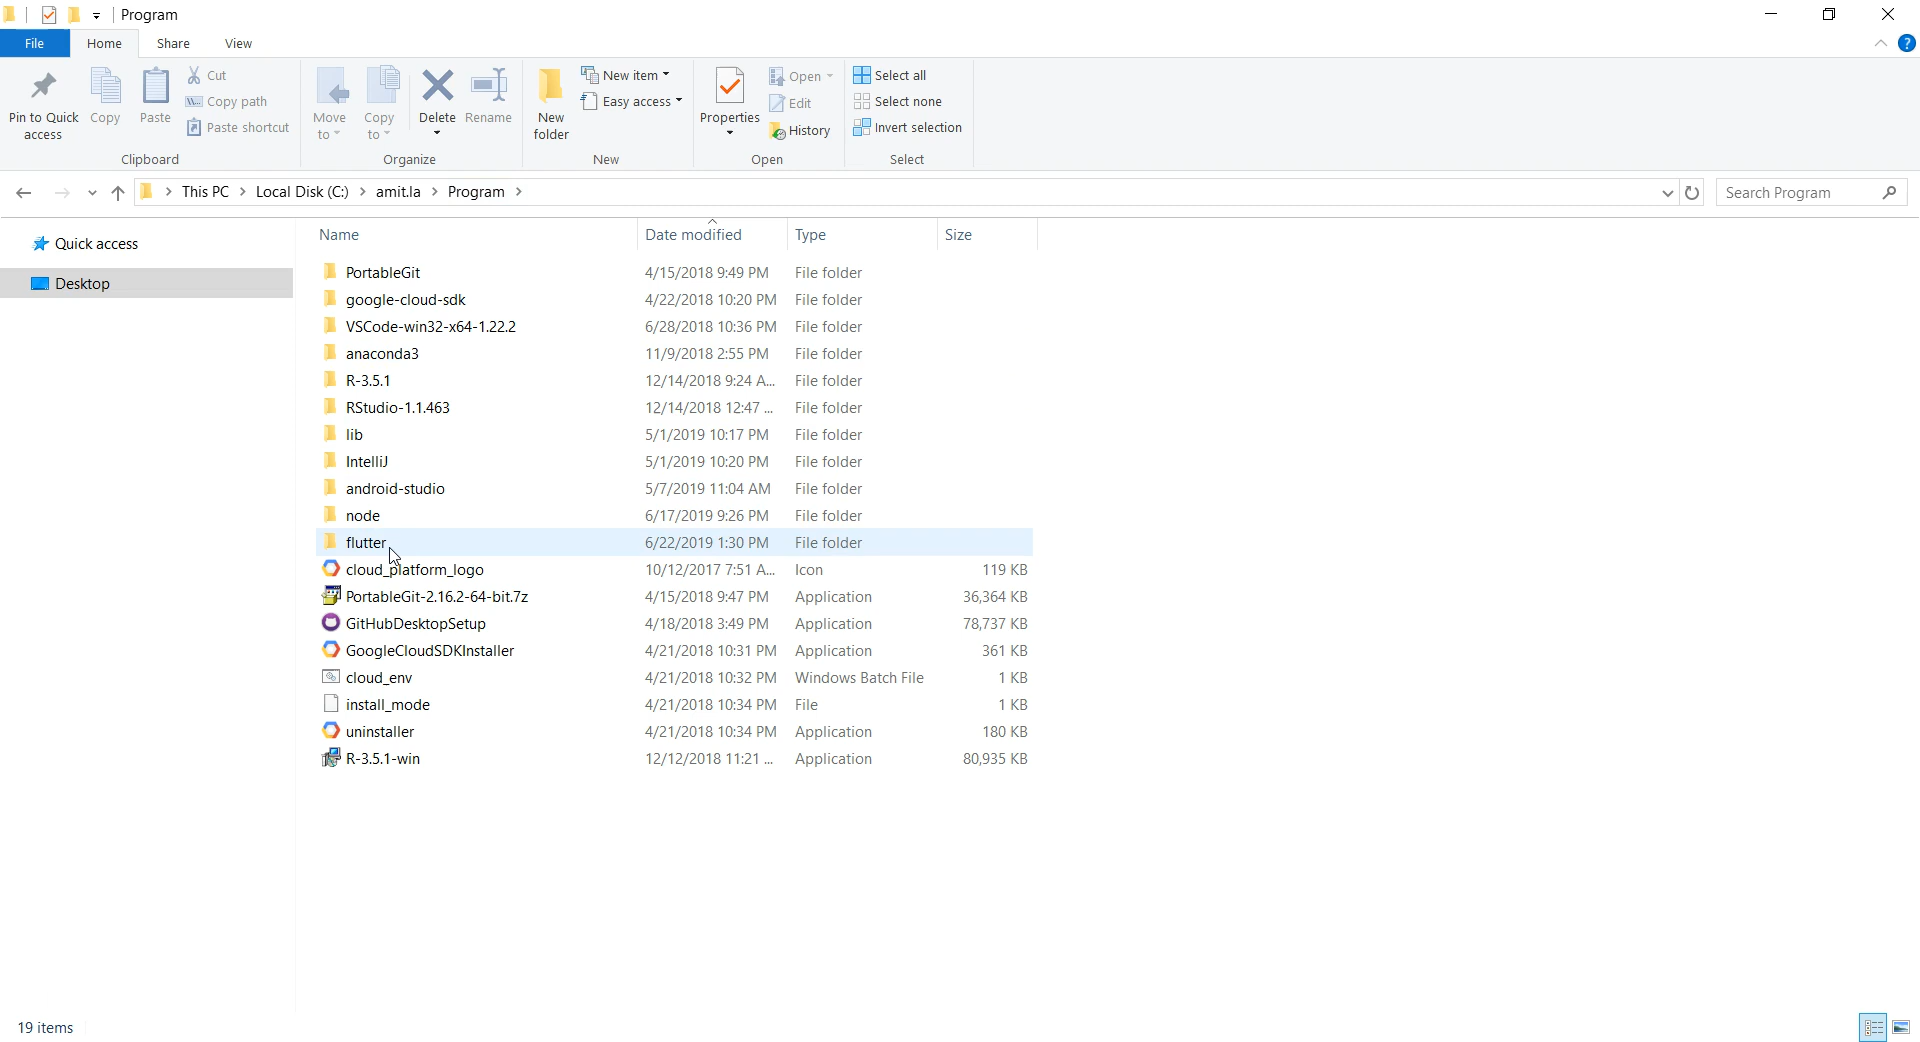 Program
File Home Share View
Pin to Quick access
Copy
Paste
Cut
Copy path
Paste shortcut
Clipboard
Move to
Copy to
Delete
Rename
Organize
New folder
New item
Easy access
New
Properties
Open
Edit
History
Open
Select all
Select none
Invert selection
Select
This PC > Local Disk (C:) > amit.la > Program >
Search Program
Quick access
Desktop
Name Date modified Type Size
PortableGit 4/15/2018 9:49 PM File folder
google-cloud-sdk 4/22/2018 10:20 PM File folder
VSCode-win32-x64-1.22.2 6/28/2018 10:36 PM File folder
anaconda3 11/9/2018 2:55 PM File folder
R-3.5.1 12/14/2018 9:24 A... File folder
RStudio-1.1.463 12/14/2018 12:47 ... File folder
lib 5/1/2019 10:17 PM File folder
IntelliJ 5/1/2019 10:20 PM File folder
android-studio 5/7/2019 11:04 AM File folder
node 6/17/2019 9:26 PM File folder
flutter 6/22/2019 1:30 PM File folder
cloud_platform_logo 10/12/2017 7:51 A... Icon 119 KB
PortableGit-2.16.2-64-bit.7z 4/15/2018 9:47 PM Application 36,364 KB
GitHubDesktopSetup 4/18/2018 3:49 PM Application 78,737 KB
GoogleCloudSDKInstaller 4/21/2018 10:31 PM Application 361 KB
cloud_env 4/21/2018 10:32 PM Windows Batch File 1 KB
install_mode 4/21/2018 10:34 PM File 1 KB
uninstaller 4/21/2018 10:34 PM Application 180 KB
R-3.5.1-win 12/12/2018 11:21 ... Application 80,935 KB
19 items